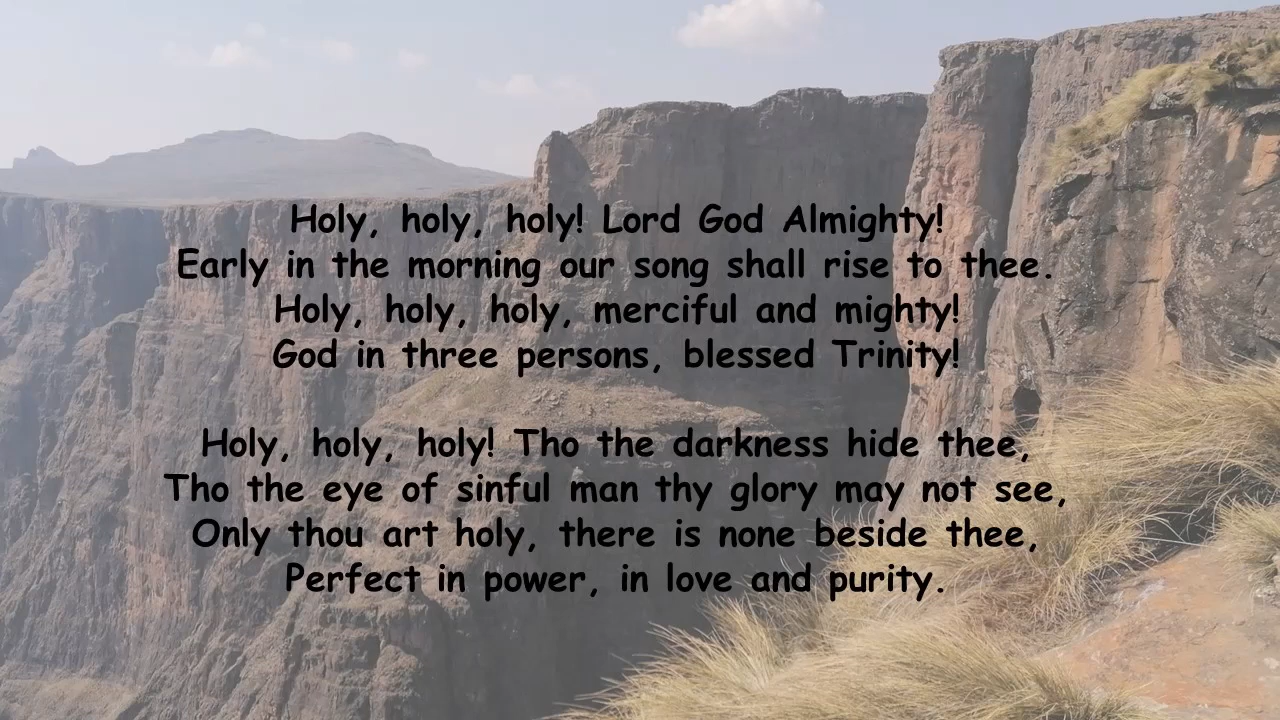 Holy, holy, holy! Lord God Almighty!
Early in the morning our song shall rise to thee.
Holy, holy, holy, merciful and mighty!
God in three persons, blessed Trinity!
Holy, holy, holy! Tho the darkness hide thee,
Tho the eye of sinful man thy glory may not see,
Only thou art holy, there is none beside thee,
Perfect in power, in love and purity.